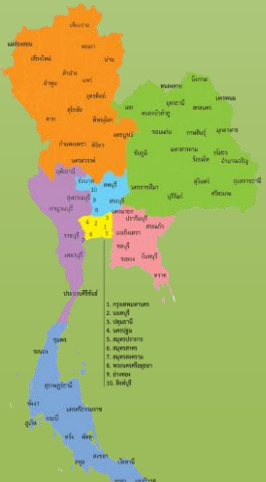 เชียงราย
แม่ฮ่องสอน
เชียงใหม่
พะเยา
น่าน
ลำปาง
ลำพูน
แพร่
อุตรดิตถ์
สุโขทัย
ตาก
พิษณุโลก
กำแพงเพชร
พิจิตร
เพชรบูรณ์
นครสวรรค์
บึงกาฬ
หนองคาย
เลย
อุดรธานี
นครพนม
หนองบัวลำภู
สกลนคร
ขอนแก่น
กาฬสินธุ์
มุกดาหาร
ชัยภูมิ
มหาสารคาม
ร้อยเอ็ด
ยโสธร
อำนาจเจริญ
นครราชสีมา
บุรีรัมย์
สุรินทร์
ศรีสะเกษ
อุบลราชธานี
อุทัยธานี
ชัยนาท
ลพบุรี
10
สุพรรณบุรี
9
สระบุรี
กาญจนบุรี
8
นครนายก
ปราจีนบุรี
สระแก้ว
4
2
3
1
6
5
ฉะเชิงเทรา
ราชบุรี
ชลบุรี
เพชรบุรี
ระยอง
จันทบุรี
ตราด
ประจวบคีรีขันธ์
1. กรุงเทพมหานคร
2. นนทบุรี
3. ปทุมธานี
4. นครปฐม
5. สมุทรปราการ
6. สมุทรสาคร
7. สมุทรสงคราม
8. พระนครศรีอยุธยา
9. อ่างทอง
10. สิงห์บุรี
ชุมพร
ระนอง
สุราษฎร์ธานี
พังงา
นครศรีธรรมราช
ภูเก็ต
กระบี่
ตรัง
พัทลุง
สงขลา
สตูล
ปัตตานี